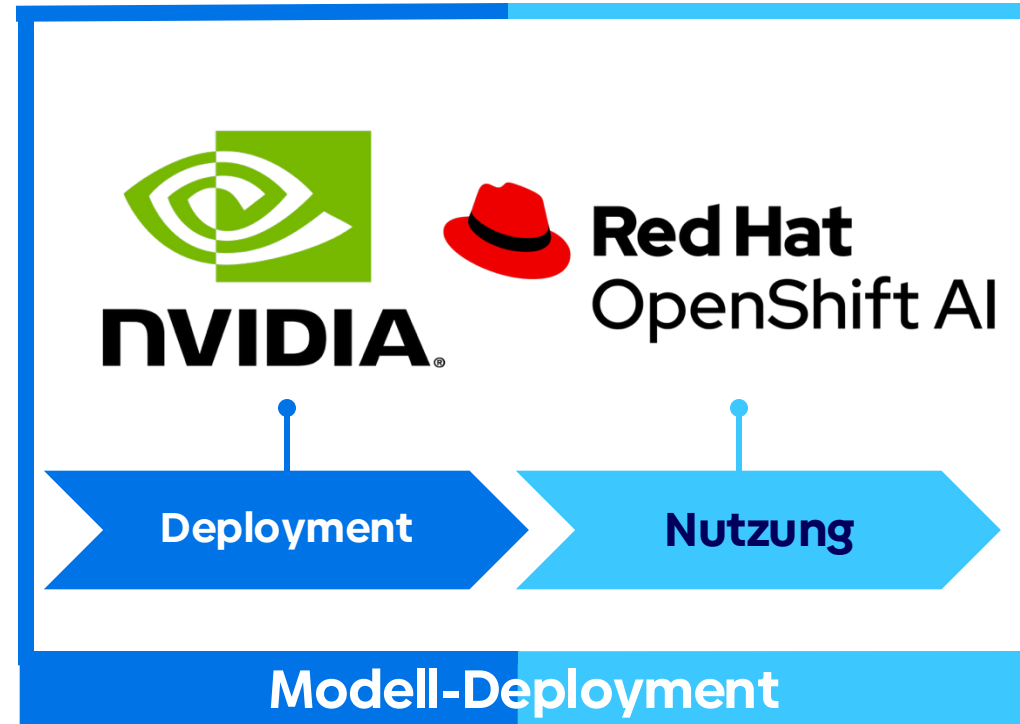 nVIDIA®
Red Hat
OpenShift AI
Deployment
Nutzung
Modell-Deployment